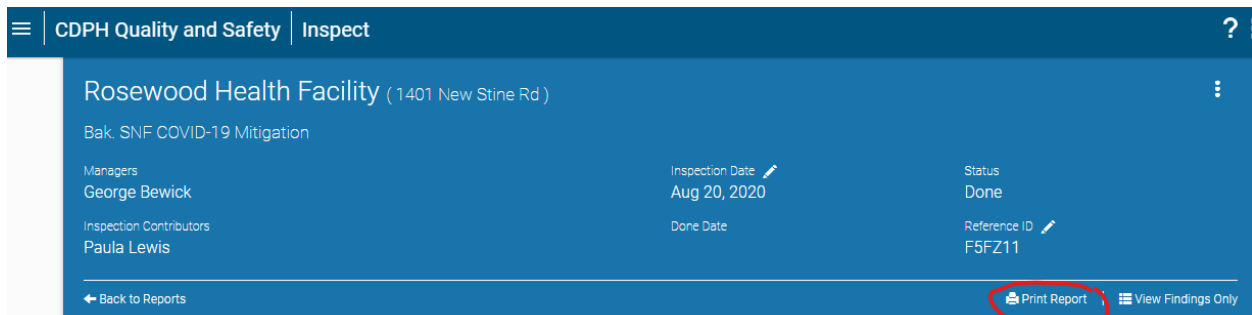 CDPH Quality and Safety | Inspect ?
Rosewood Health Facility ( 1401 New Stine Rd )
Bak. SNF COVID-19 Mitigation
Managers Inspection Date Status
George Bewick Aug 20, 2020 Done
Inspection Contributors Done Date Reference ID
Paula Lewis F5FZ11
Back to Reports Print Report | View Findings Only